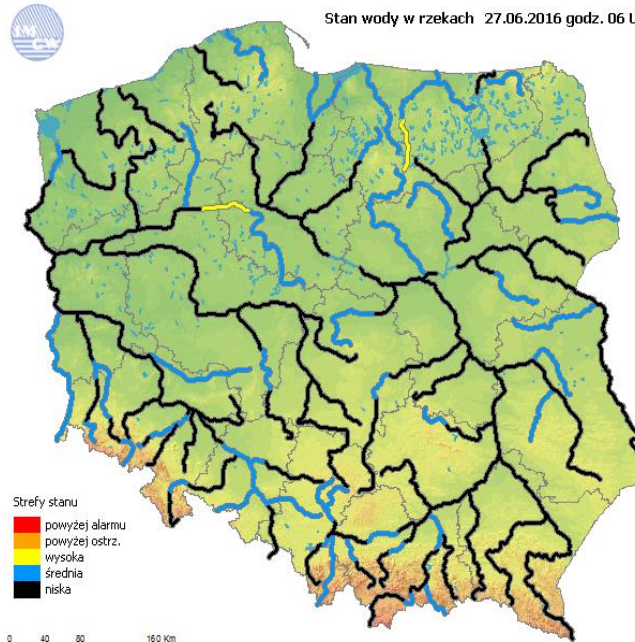 Stan wody w rzekach 27.06.2016 godz. 06 U
Strefy stanu
powyżej alarmu
powyżej ostrz.
wysoka
średnia
niska
0 40 80 160 Km